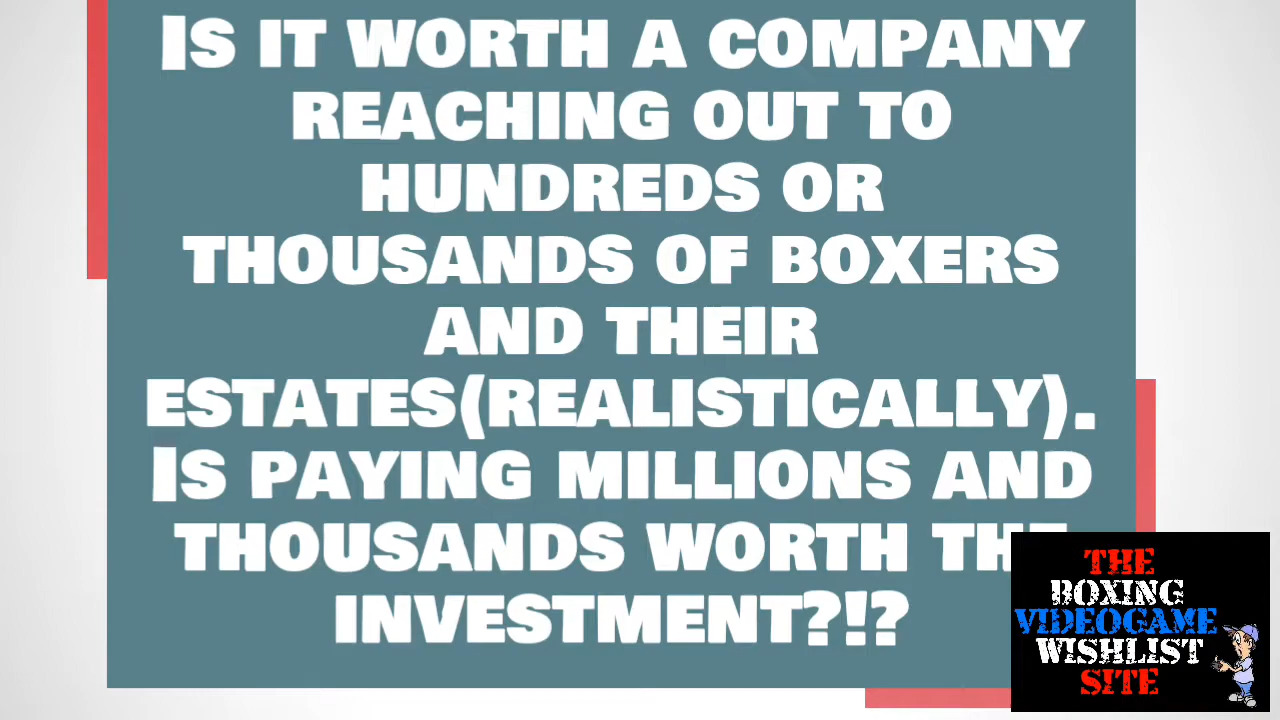 Is it worth a company
reaching out to
hundreds or
thousands of boxers
and their
estates(realistically).
Is paying millions and
thousands worth the
investment?!?
THE
BOXING
VIDEOGAME
WISHLIST
SITE